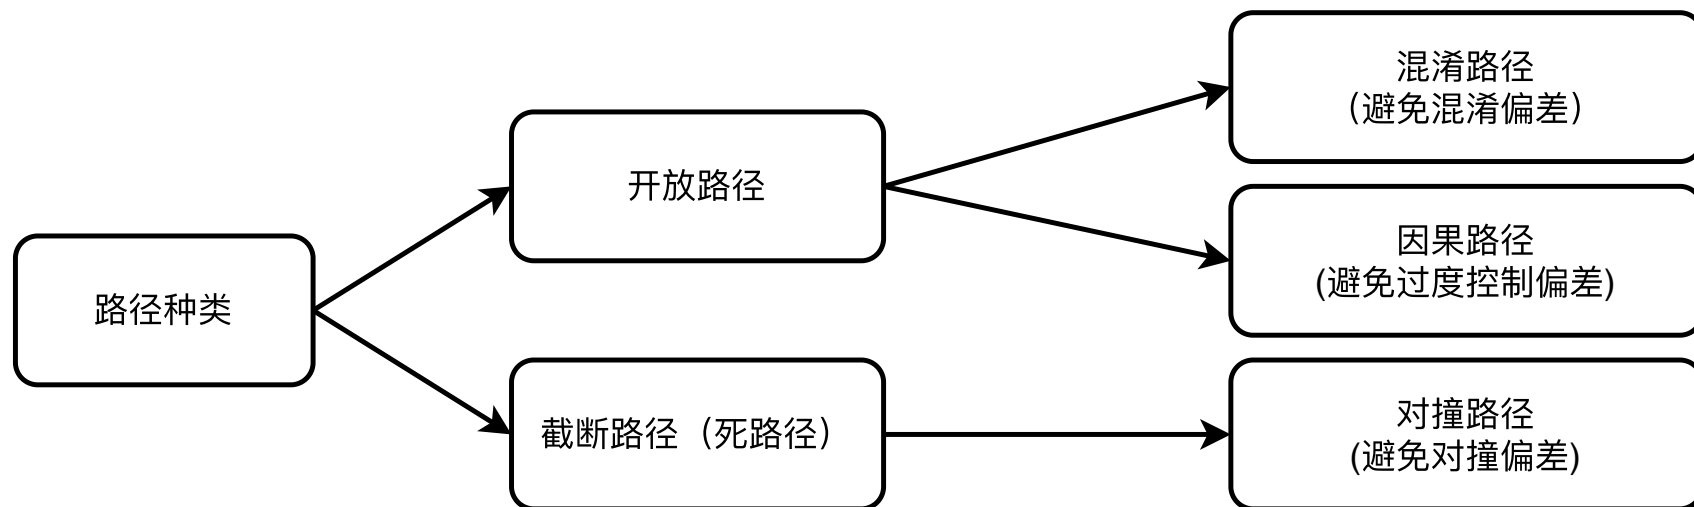 路径种类
开放路径
截断路径（死路径）
混淆路径
（避免混淆偏差）
因果路径
(避免过度控制偏差)
对撞路径
(避免对撞偏差)